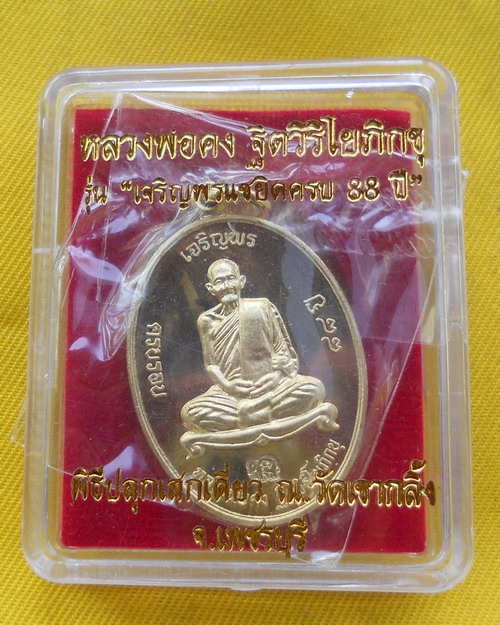 หลวงพ่อคง ฐิตวิริโยภิกขุ
รุ่น “เจริญพรแซยิดครบ 88 ปี”
เจริญพร
ครบรอบ
๘๘ ปี
พิธีปลุกเสกเดี่ยว ณ.วัดเขากลิ้ง
จ.เพชรบุรี